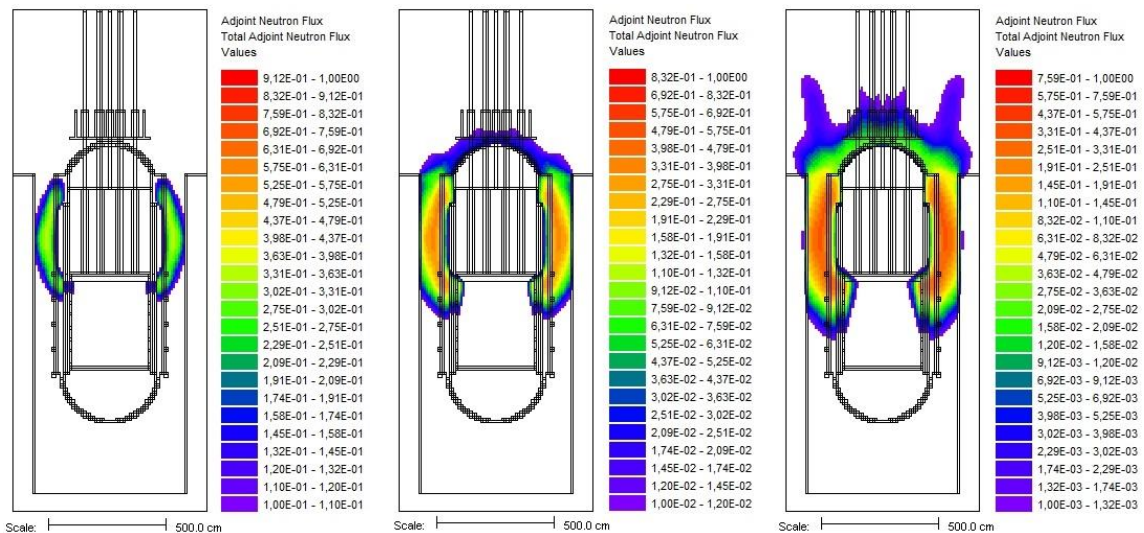 Adjoint Neutron Flux
Total Adjoint Neutron Flux
Values
9,12E-01 - 1,00E00
8,32E-01 - 9,12E-01
7,59E-01 - 8,32E-01
6,92E-01 - 7,59E-01
6,31E-01 - 6,92E-01
5,75E-01 - 6,31E-01
5,25E-01 - 5,75E-01
4,79E-01 - 5,25E-01
4,37E-01 - 4,79E-01
3,98E-01 - 4,37E-01
3,63E-01 - 3,98E-01
3,31E-01 - 3,63E-01
3,02E-01 - 3,31E-01
2,75E-01 - 3,02E-01
2,51E-01 - 2,75E-01
2,29E-01 - 2,51E-01
2,09E-01 - 2,29E-01
1,91E-01 - 2,09E-01
1,74E-01 - 1,91E-01
1,58E-01 - 1,74E-01
1,45E-01 - 1,58E-01
1,32E-01 - 1,45E-01
1,20E-01 - 1,32E-01
1,10E-01 - 1,20E-01
1,00E-01 - 1,10E-01
Scale: 500.0 cm
Adjoint Neutron Flux
Total Adjoint Neutron Flux
Values
8,32E-01 - 1,00E00
6,92E-01 - 8,32E-01
5,75E-01 - 6,92E-01
4,79E-01 - 5,75E-01
3,98E-01 - 4,79E-01
3,31E-01 - 3,98E-01
2,75E-01 - 3,31E-01
2,29E-01 - 2,75E-01
1,91E-01 - 2,29E-01
1,58E-01 - 1,91E-01
1,32E-01 - 1,58E-01
1,10E-01 - 1,32E-01
9,12E-02 - 1,10E-01
7,59E-02 - 9,12E-02
6,31E-02 - 7,59E-02
5,25E-02 - 6,31E-02
4,37E-02 - 5,25E-02
3,63E-02 - 4,37E-02
3,02E-02 - 3,63E-02
2,51E-02 - 3,02E-02
2,09E-02 - 2,51E-02
1,74E-02 - 2,09E-02
1,45E-02 - 1,74E-02
1,20E-02 - 1,45E-02
1,00E-02 - 1,20E-02
Scale: 500.0 cm
Adjoint Neutron Flux
Total Adjoint Neutron Flux
Values
7,59E-01 - 1,00E00
5,75E-01 - 7,59E-01
4,37E-01 - 5,75E-01
3,31E-01 - 4,37E-01
2,51E-01 - 3,31E-01
1,91E-01 - 2,51E-01
1,45E-01 - 1,91E-01
1,10E-01 - 1,45E-01
8,32E-02 - 1,10E-01
6,31E-02 - 8,32E-02
4,79E-02 - 6,31E-02
3,63E-02 - 4,79E-02
2,75E-02 - 3,63E-02
2,09E-02 - 2,75E-02
1,58E-02 - 2,09E-02
1,20E-02 - 1,58E-02
9,12E-03 - 1,20E-02
6,92E-03 - 9,12E-03
5,25E-03 - 6,92E-03
3,98E-03 - 5,25E-03
3,02E-03 - 3,98E-03
2,29E-03 - 3,02E-03
1,74E-03 - 2,29E-03
1,32E-03 - 1,74E-03
1,00E-03 - 1,32E-03
Scale: 500.0 cm